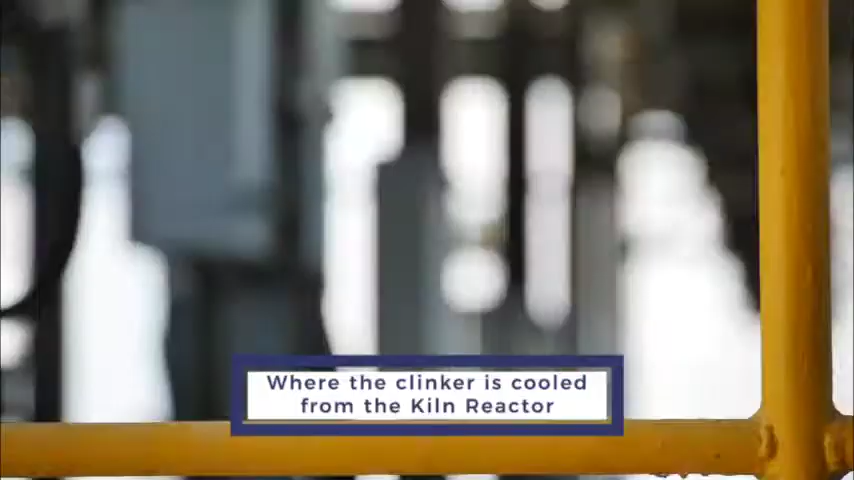 Where the clinker is cooled
from the Kiln Reactor